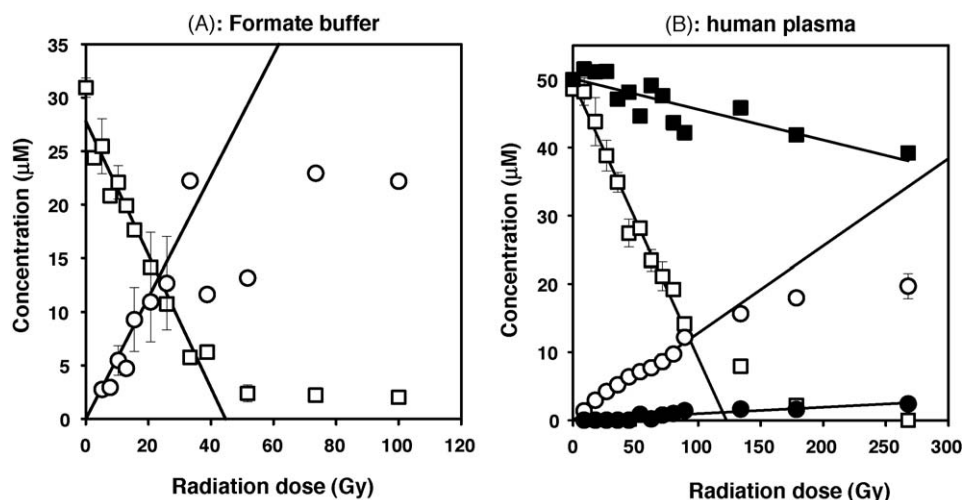 (A): Formate buffer
35
30
25
20
15
10
5
0
0 20 40 60 80 100 120
Concentration (µM)
Radiation dose (Gy)
(B): human plasma
60
50
40
30
20
10
0
0 50 100 150 200 250 300
Concentration (µM)
Radiation dose (Gy)